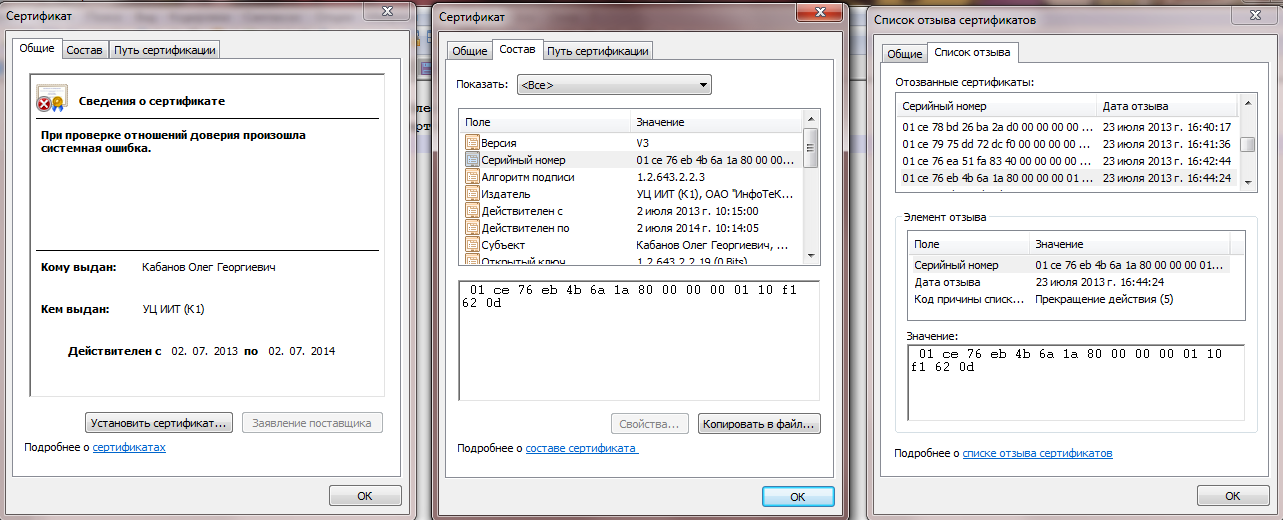 Сертификат
Общие
Состав
Путь сертификации
Сведения о сертификате
При проверке отношений доверия произошла
системная ошибка.
Кому выдан: Кабанов Олег Георгиевич
Кем выдан: УЦ ИИТ (К1)
Действителен с 02. 07. 2013 по 02. 07. 2014
Установить сертификат...
Заявление поставщика
Подробнее о сертификатах
ОК
Сертификат
Общие
Состав
Путь сертификации
Показать: <Все>
Поле Значение
Версия V3
Серийный номер 01 ce 76 eb 4b 6a 1a 80 00 00 00...
Алгоритм подписи 1.2.643.2.2.3
Издатель УЦ ИИТ (К1), ОАО "ИнфоТеК...
Действителен с 2 июля 2013 г. 10:15:00
Действителен по 2 июля 2014 г. 10:14:05
Субъект Кабанов Олег Георгиевич, ...
Открытый ключ 1.2.643.2.2.19 (0 Bits)
01 ce 76 eb 4b 6a 1a 80 00 00 00 01 10 f1
62 0d
Свойства...
Копировать в файл...
Подробнее о составе сертификата
ОК
Список отзыва сертификатов
Общие
Список отзыва
Отозванные сертификаты:
Серийный номер Дата отзыва
01 ce 78 bd 26 ba 2a d0 00 00 00 00 ... 23 июля 2013 г. 16:40:17
01 ce 79 75 dd 72 dc f0 00 00 00 00 ... 23 июля 2013 г. 16:41:36
01 ce 76 ea 51 fa 83 40 00 00 00 00 ... 23 июля 2013 г. 16:42:44
01 ce 76 eb 4b 6a 1a 80 00 00 00 01 ... 23 июля 2013 г. 16:44:24
Элемент отзыва
Поле Значение
Серийный номер 01 ce 76 eb 4b 6a 1a 80 00 00 00 01...
Дата отзыва 23 июля 2013 г. 16:44:24
Код причины списк... Прекращение действия (5)
Значение:
01 ce 76 eb 4b 6a 1a 80 00 00 00 01 10
f1 62 0d
Подробнее о списке отзыва сертификатов
ОК